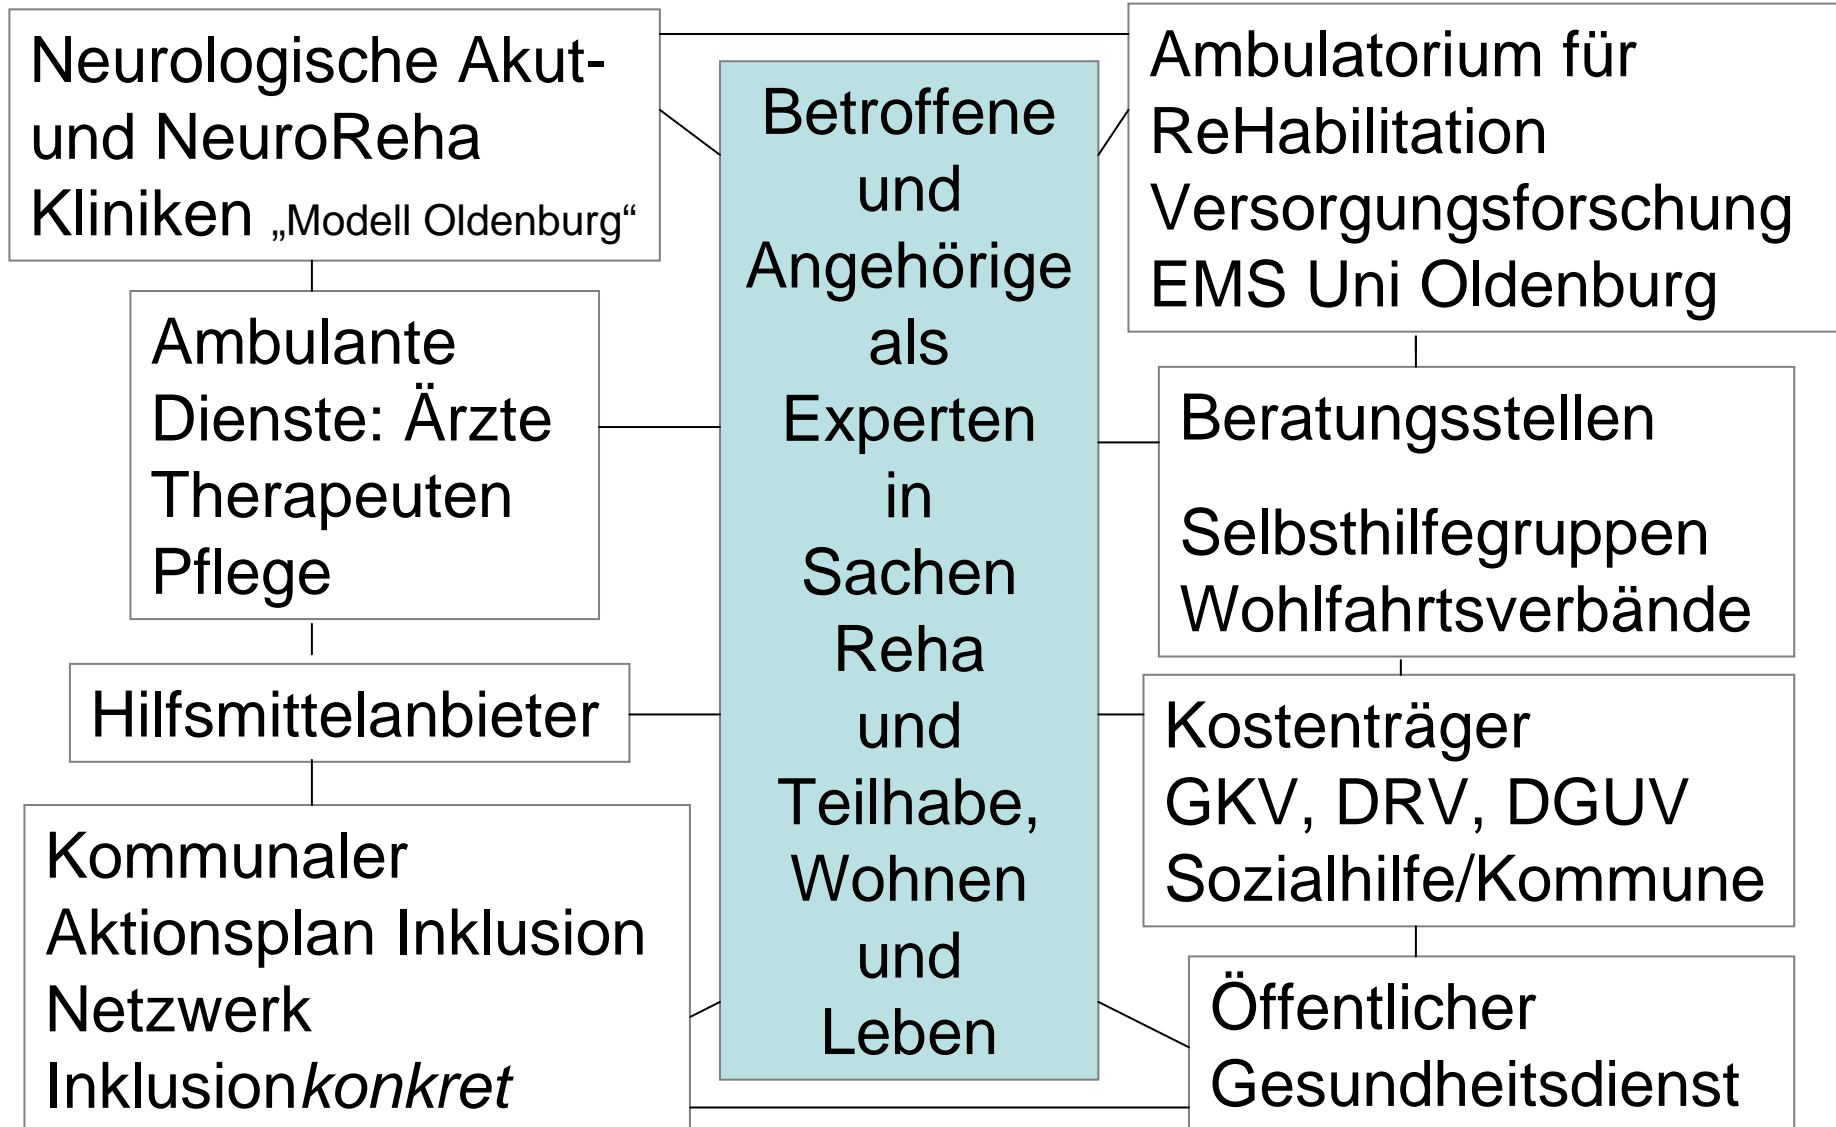 Neurologische Akut-
und NeuroReha
Kliniken „Modell Oldenburg“
Ambulante
Dienste: Ärzte
Therapeuten
Pflege
Hilfsmittelanbieter
Kommunaler
Aktionsplan Inklusion
Netzwerk
Inklusionkonkret
Betroffene
und
Angehörige
als
Experten
in
Sachen
Reha
und
Teilhabe,
Wohnen
und
Leben
Ambulatorium für
ReHabilitation
Versorgungsforschung
EMS Uni Oldenburg
Beratungsstellen
Selbsthilfegruppen
Wohlfahrtsverbände
Kostenträger
GKV, DRV, DGUV
Sozialhilfe/Kommune
Öffentlicher
Gesundheitsdienst